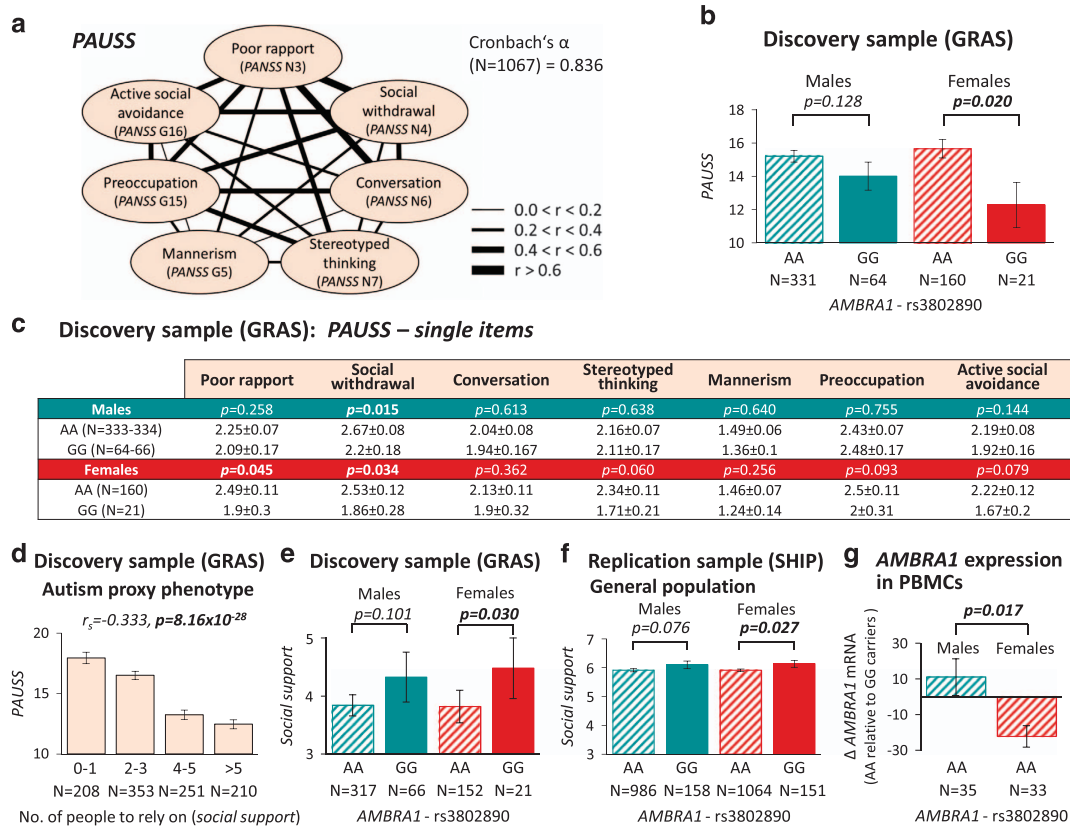 a
PAUSS
Cronbach's α
(N=1067) = 0.836
Poor rapport
(PANSS N3)
Active social
avoidance
(PANSS G16)
Social
withdrawal
(PANSS N4)
Preoccupation
(PANSS G15)
Conversation
(PANSS N6)
Mannerism
(PANSS G5)
Stereotyped
thinking
(PANSS N7)
0.0 < r < 0.2
0.2 < r < 0.4
0.4 < r < 0.6
r > 0.6
b
Discovery sample (GRAS)
Males Females
p=0.128 p=0.020
PAUSS
18
16
14
12
10
AA GG AA GG
N=331 N=64 N=160 N=21
AMBRA1 - rs3802890
c Discovery sample (GRAS): PAUSS – single items
Poor rapport Social withdrawal Conversation Stereotyped thinking Mannerism Preoccupation Active social avoidance
Males p=0.258 p=0.015 p=0.613 p=0.638 p=0.640 p=0.755 p=0.144
AA (N=333-334) 2.25±0.07 2.67±0.08 2.04±0.08 2.16±0.07 1.49±0.06 2.43±0.07 2.19±0.08
GG (N=64-66) 2.09±0.17 2.2±0.18 1.94±0.167 2.11±0.17 1.36±0.1 2.48±0.17 1.92±0.16
Females p=0.045 p=0.034 p=0.362 p=0.060 p=0.256 p=0.093 p=0.079
AA (N=160) 2.49±0.11 2.53±0.12 2.13±0.11 2.34±0.11 1.46±0.07 2.5±0.11 2.22±0.12
GG (N=21) 1.9±0.3 1.86±0.28 1.9±0.32 1.71±0.21 1.24±0.14 2±0.31 1.67±0.2
d Discovery sample (GRAS)
Autism proxy phenotype
rs=-0.333, p=8.16x10-28
PAUSS
20
15
10
0-1 2-3 4-5 >5
N=208 N=353 N=251 N=210
No. of people to rely on (social support)
e Discovery sample (GRAS)
Males Females
p=0.101 p=0.030
Social support
5
4
3
AA GG AA GG
N=317 N=66 N=152 N=21
AMBRA1 - rs3802890
f Replication sample (SHIP)
General population
Males Females
p=0.076 p=0.027
Social support
7
6
5
4
3
AA GG AA GG
N=986 N=158 N=1064 N=151
AMBRA1 - rs3802890
g AMBRA1 expression
in PBMCs
p=0.017
Males Females
Δ AMBRA1 mRNA
(AA relative to GG carriers )
30
10
-10
-30
AA AA
N=35 N=33
AMBRA1 - rs3802890